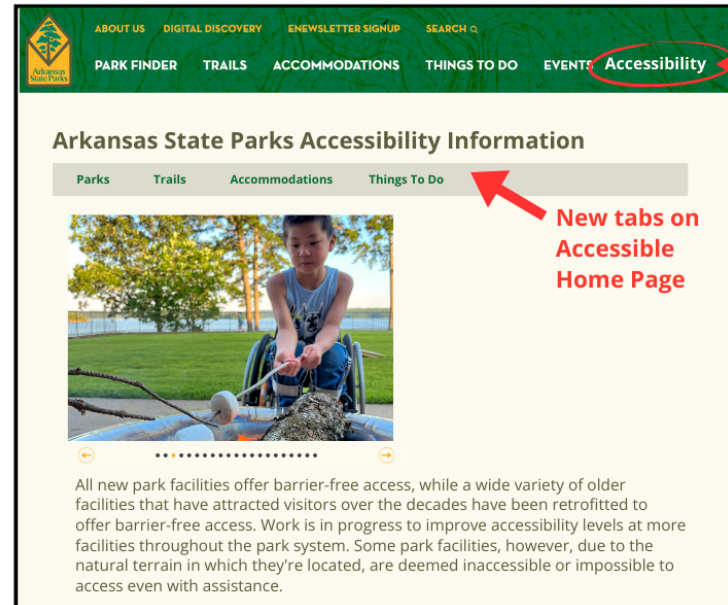 ABOUT US DIGITAL DISCOVERY ENEWSLETTER SIGNUP SEARCH
Arkansas
State Parks
PARK FINDER TRAILS ACCOMMODATIONS THINGS TO DO EVENTS Accessibility
Arkansas State Parks Accessibility Information
Parks Trails Accommodations Things To Do
New tabs on
Accessible
Home Page
All new park facilities offer barrier-free access, while a wide variety of older
facilities that have attracted visitors over the decades have been retrofitted to
offer barrier-free access. Work is in progress to improve accessibility levels at more
facilities throughout the park system. Some park facilities, however, due to the
natural terrain in which they're located, are deemed inaccessible or impossible to
access even with assistance.